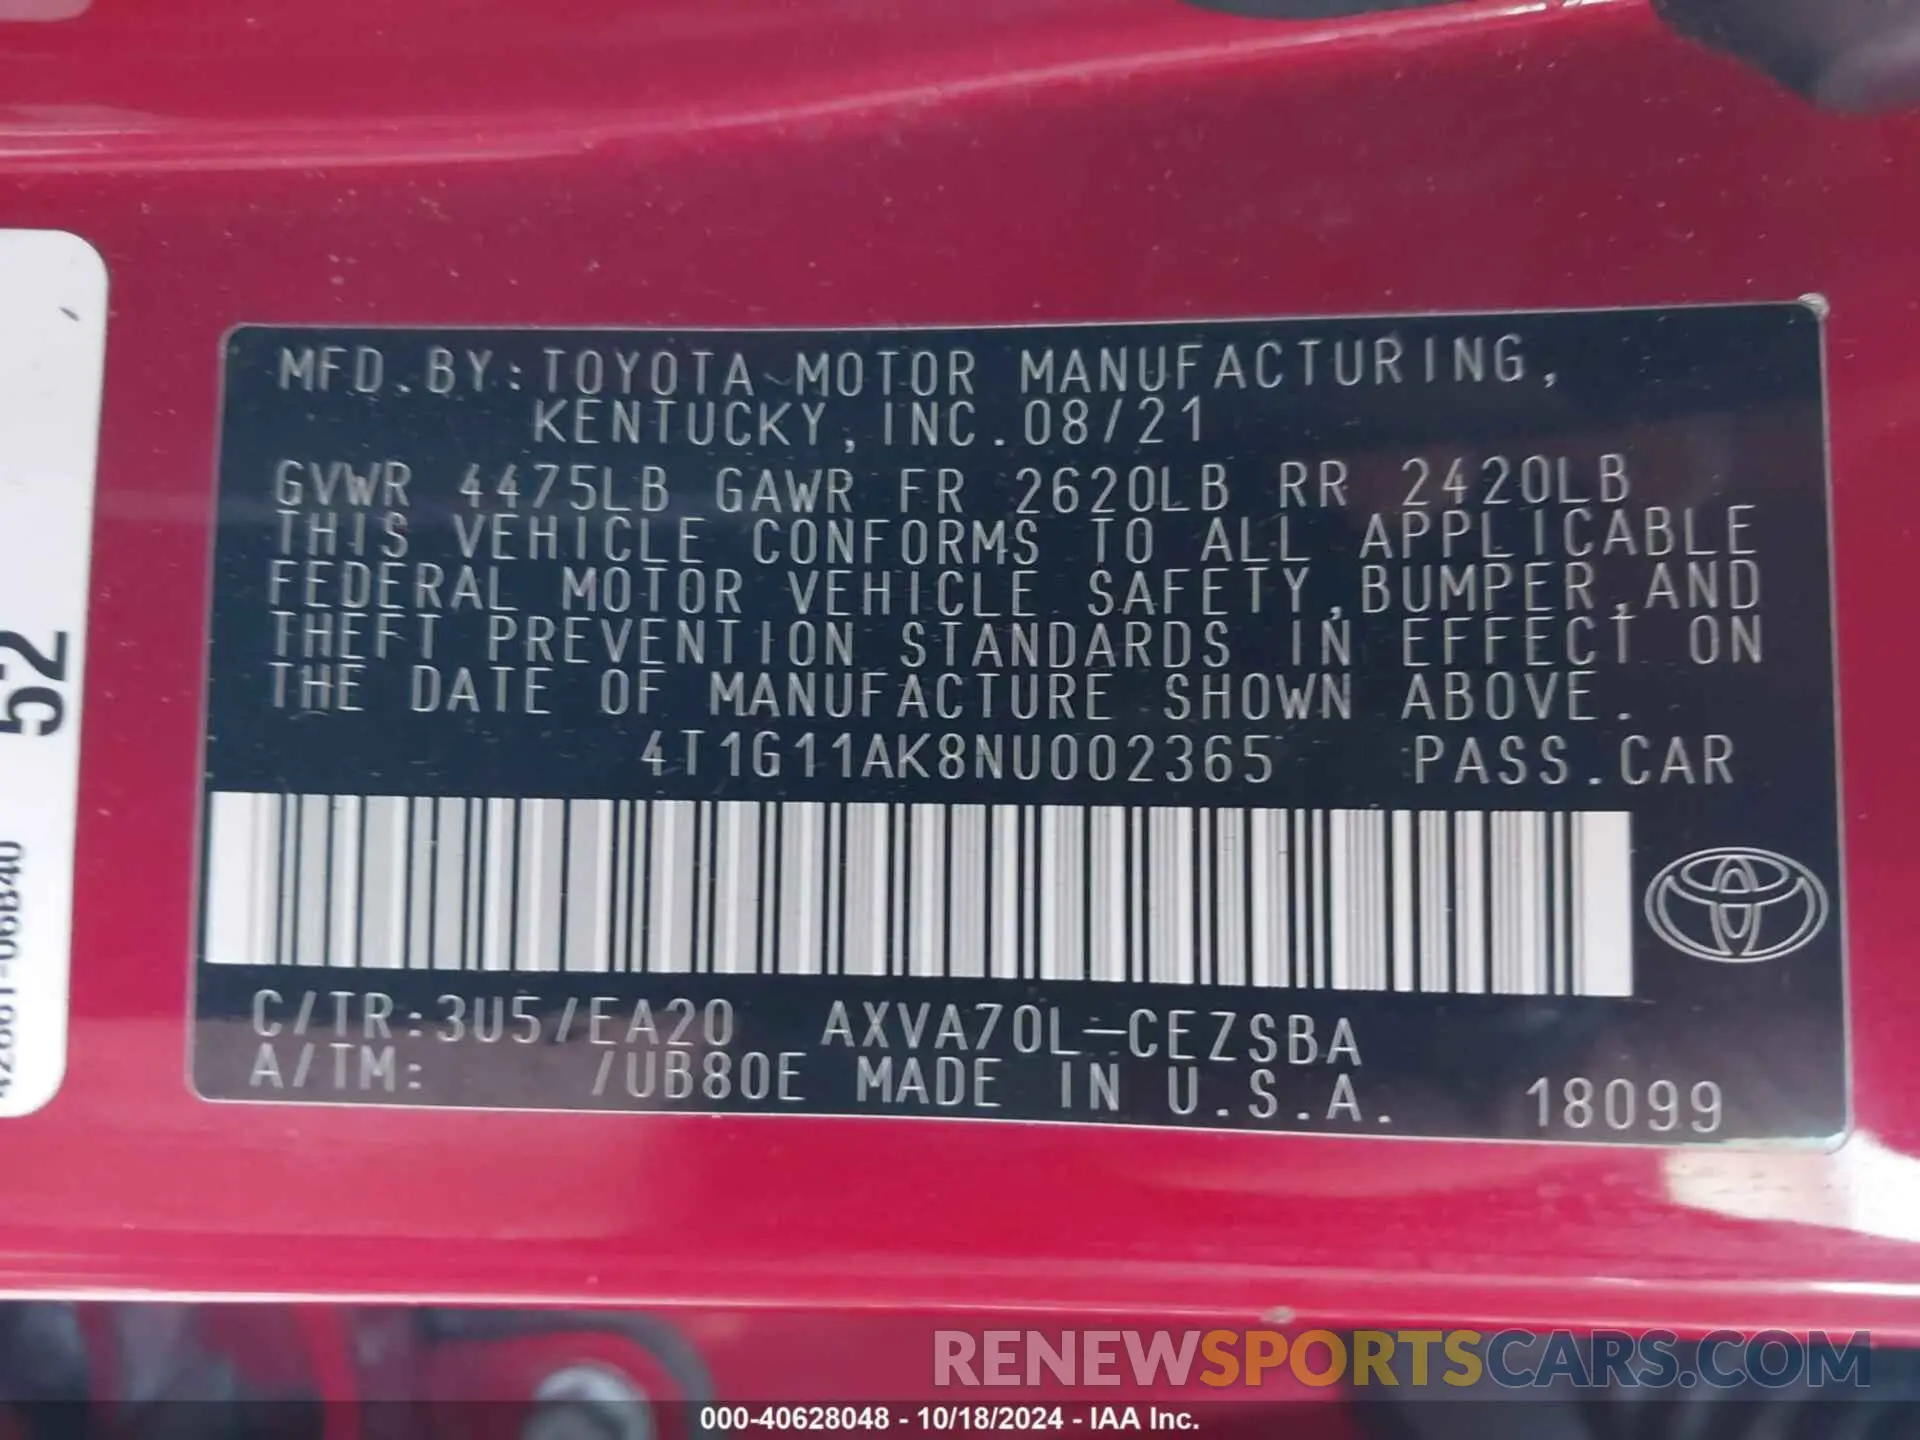 MFD.BY:TOYOTA MOTOR MANUFACTURING,
KENTUCKY, INC.08/21
GVWR 4475LB GAWR FR 2620LB RR 2420LB
THIS VEHICLE CONFORMS TO ALL APPLICABLE
FEDERAL MOTOR VEHICLE SAFETY,BUMPER,AND
THEFT PREVENTION STANDARDS IN EFFECT ON
THE DATE OF MANUFACTURE SHOWN ABOVE.
4T1G11AK8NU002365 PASS.CAR
C/TR:3U5/EA20 AXVA70L-CEZSBA
A/TM: /UB80E MADE IN U.S.A. 18099
52
RENEWSPORTSCARS.COM
000-40628048 - 10/18/2024 - IAA Inc.